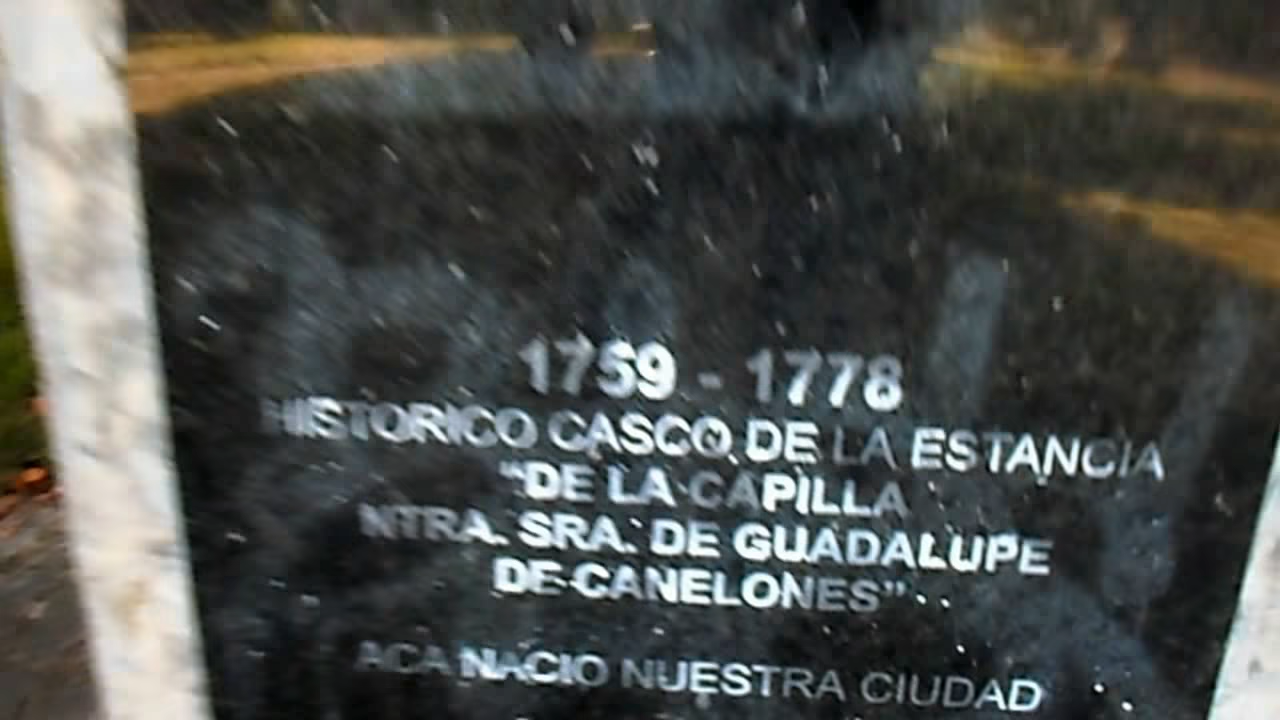 1759 - 1778
HISTORICO CASCO DE LA ESTANCIA
"DE LA CAPILLA
NTRA. SRA. DE GUADALUPE
DE CANELONES"
ACA NACIO NUESTRA CIUDAD